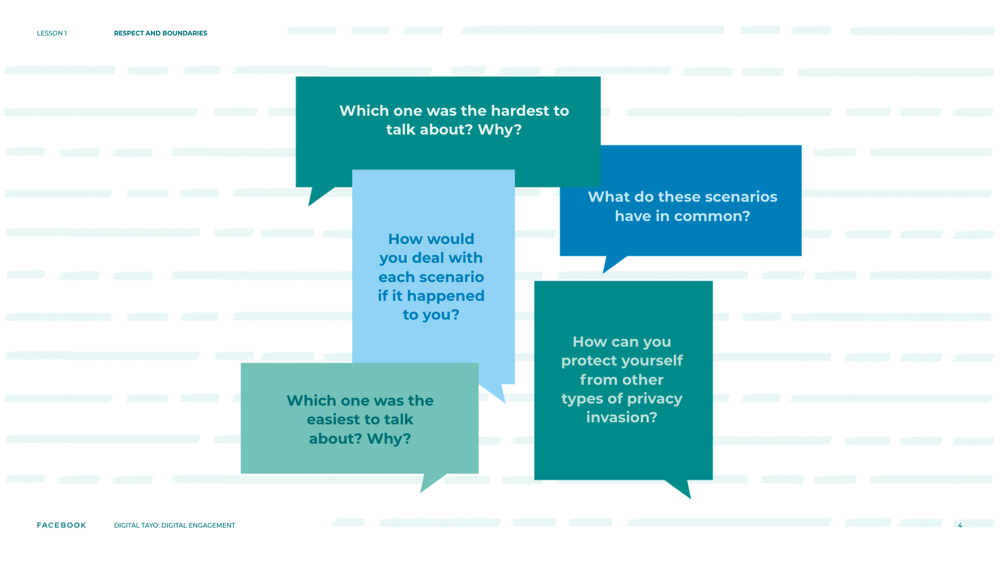 LESSON 1
RESPECT AND BOUNDARIES
Which one was the hardest to
talk about? Why?
What do these scenarios
have in common?
How would
you deal with
each scenario
if it happened
to you?
How can you
protect yourself
from other
types of privacy
invasion?
Which one was the
easiest to talk
about? Why?
FACEBOOK
DIGITAL TAYO: DIGITAL ENGAGEMENT
4